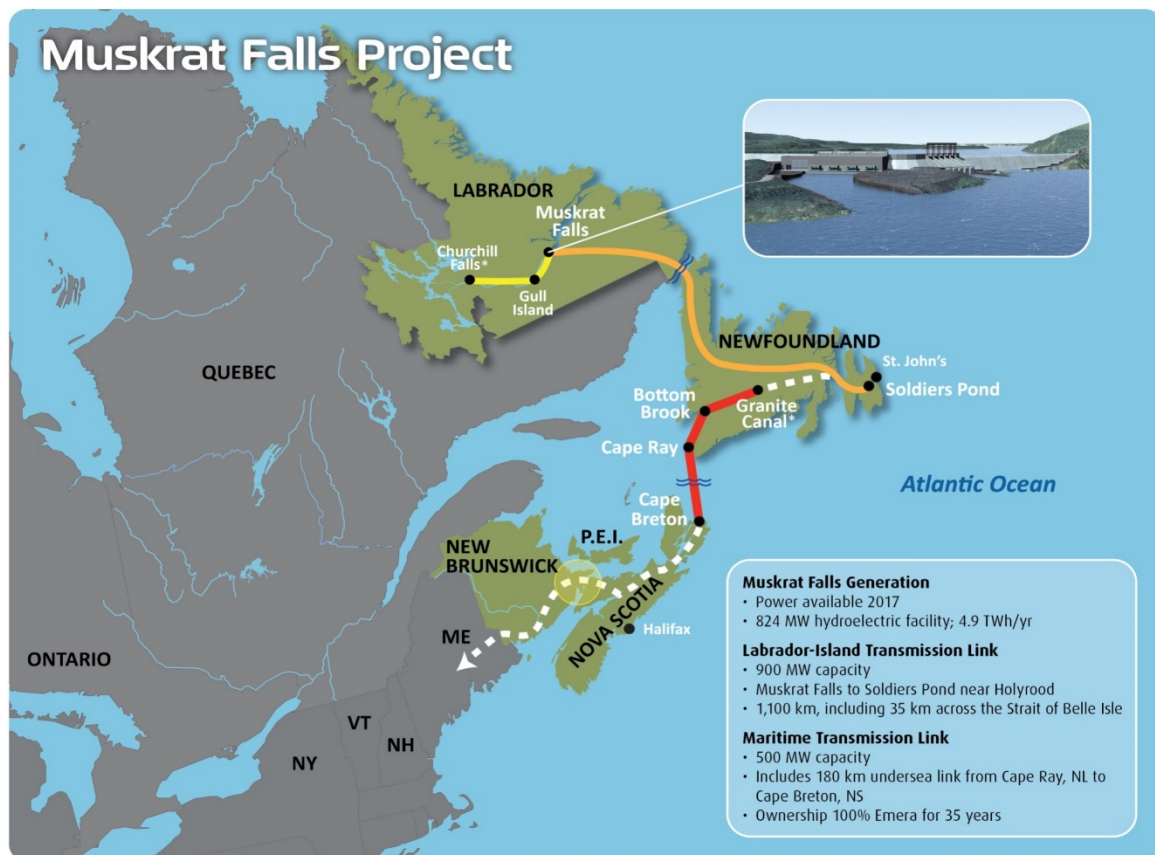 Muskrat Falls Project
LABRADOR
Muskrat
Falls
Churchill
Falls*
Gull
Island
QUEBEC
NEWFOUNDLAND
St. John's
Soldiers Pond
Bottom
Brook
Granite
Canal*
Cape Ray
Atlantic Ocean
Cape
Breton
P.E.I.
NEW
BRUNSWICK
NOVA SCOTIA
Halifax
ME
ONTARIO
VT
NH
NY
Muskrat Falls Generation
• Power available 2017
• 824 MW hydroelectric facility; 4.9 TWh/yr
Labrador-Island Transmission Link
• 900 MW capacity
• Muskrat Falls to Soldiers Pond near Holyrood
• 1,100 km, including 35 km across the Strait of Belle Isle
Maritime Transmission Link
• 500 MW capacity
• Includes 180 km undersea link from Cape Ray, NL to
Cape Breton, NS
• Ownership 100% Emera for 35 years